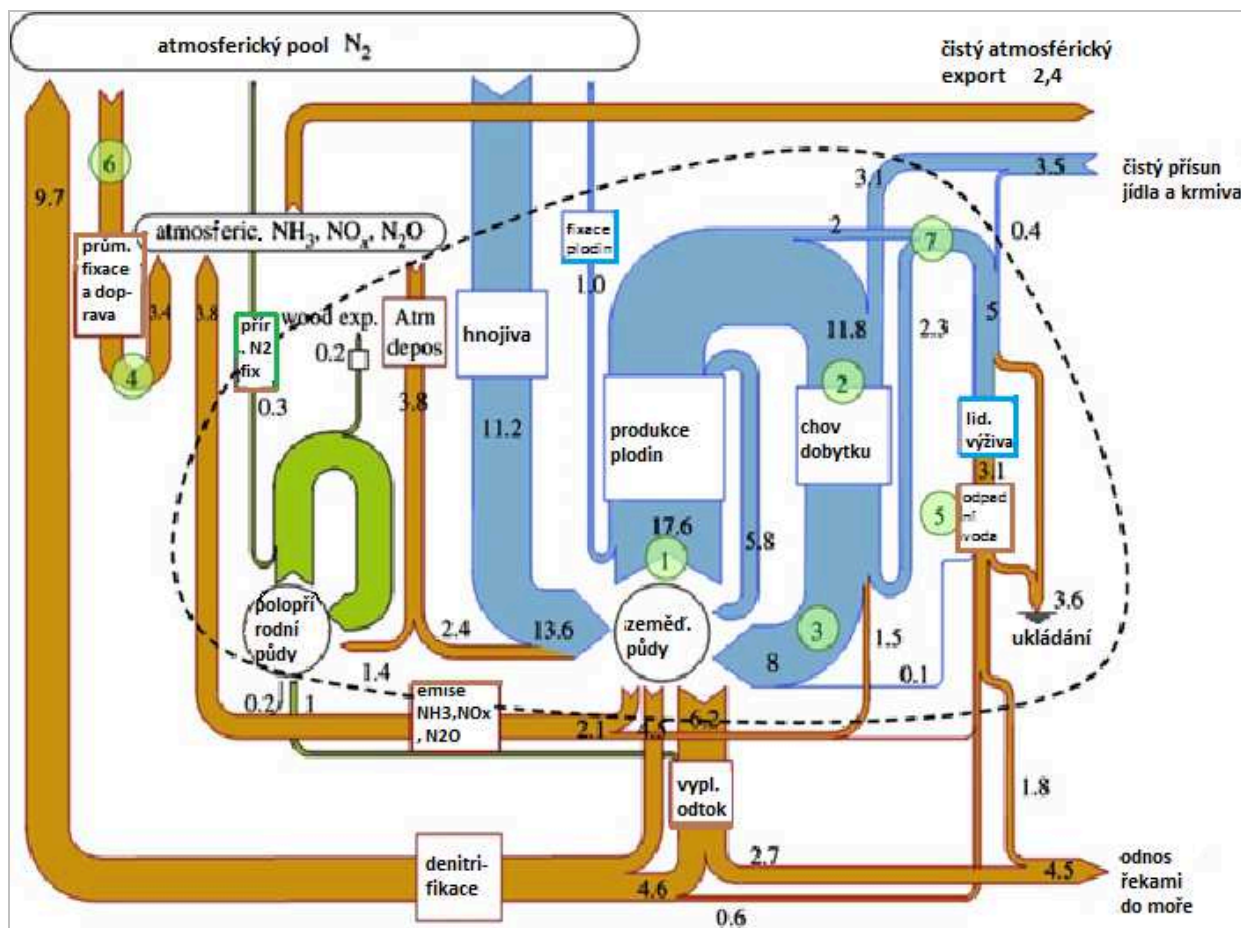 atmosferický pool N₂
čistý atmosférický
export 2,4
6
9.7
3.1
3.5
čistý přísun
jídla a krmiva
atmosferic. NH₃, NOₓ, N₂O
fixace
plodin
2
7
0.4
prům.
fixace
a dop-
rava
3.4
3.8
1.0
přír
. N2
fix
wood exp.
0.2
Atm
depos
hnojiva
11.8
2.3
5
4
2
0.3
3.8
11.2
produkce
plodin
chov
dobytku
lid.
výživa
3.1
odpad
ní
voda
5
17.6
1
5.8
polopří
rodní
půdy
2.4
13.6
zeměď.
půdy
3
8
1.5
0.1
3.6
ukládání
1.4
0.2
1
emise
NH3,NOx
, N2O
2.1
4.5
6.2
vypl.
odtok
1.8
denitri-
fikace
4.6
2.7
4.5
0.6
odnos
řekami
do moře